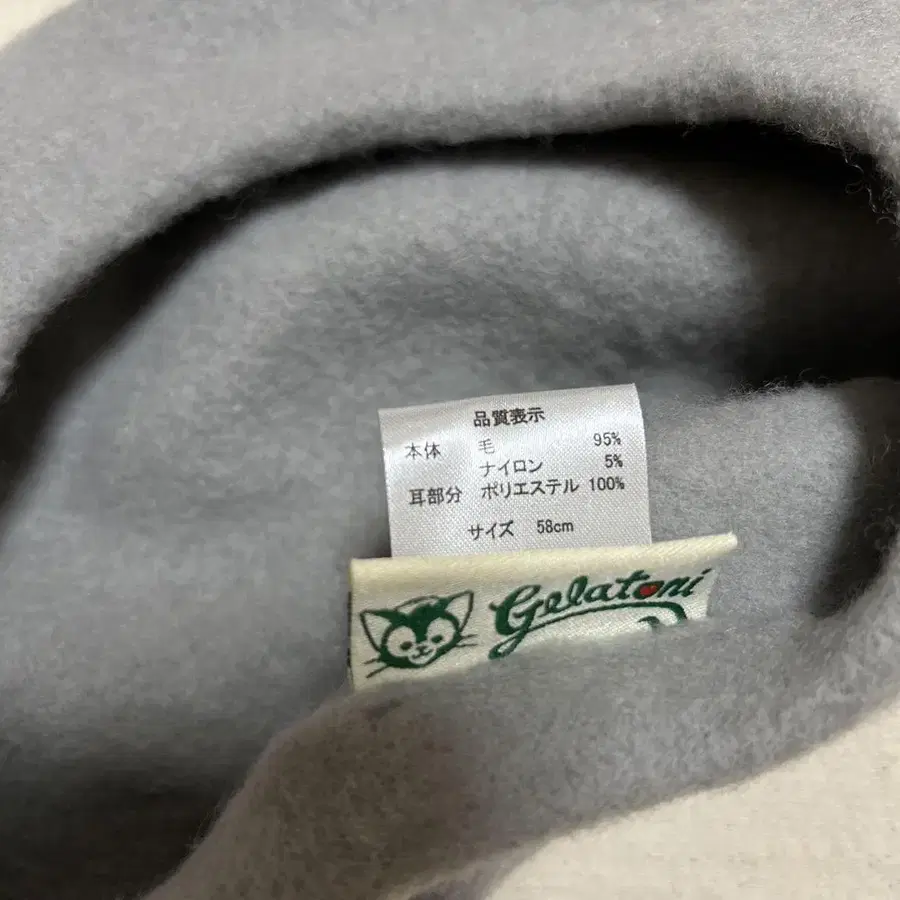 品質表示
本体 毛 95%
ナイロン 5%
耳部分 ポリエステル 100%
サイズ 58cm
Gelatoni